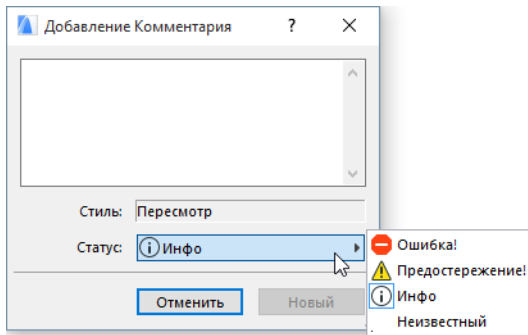 Добавление Комментария ?
Стиль: Пересмотр
Статус: Инфо
Ошибка!
Предостережение!
Инфо
Неизвестный
Отменить Новый